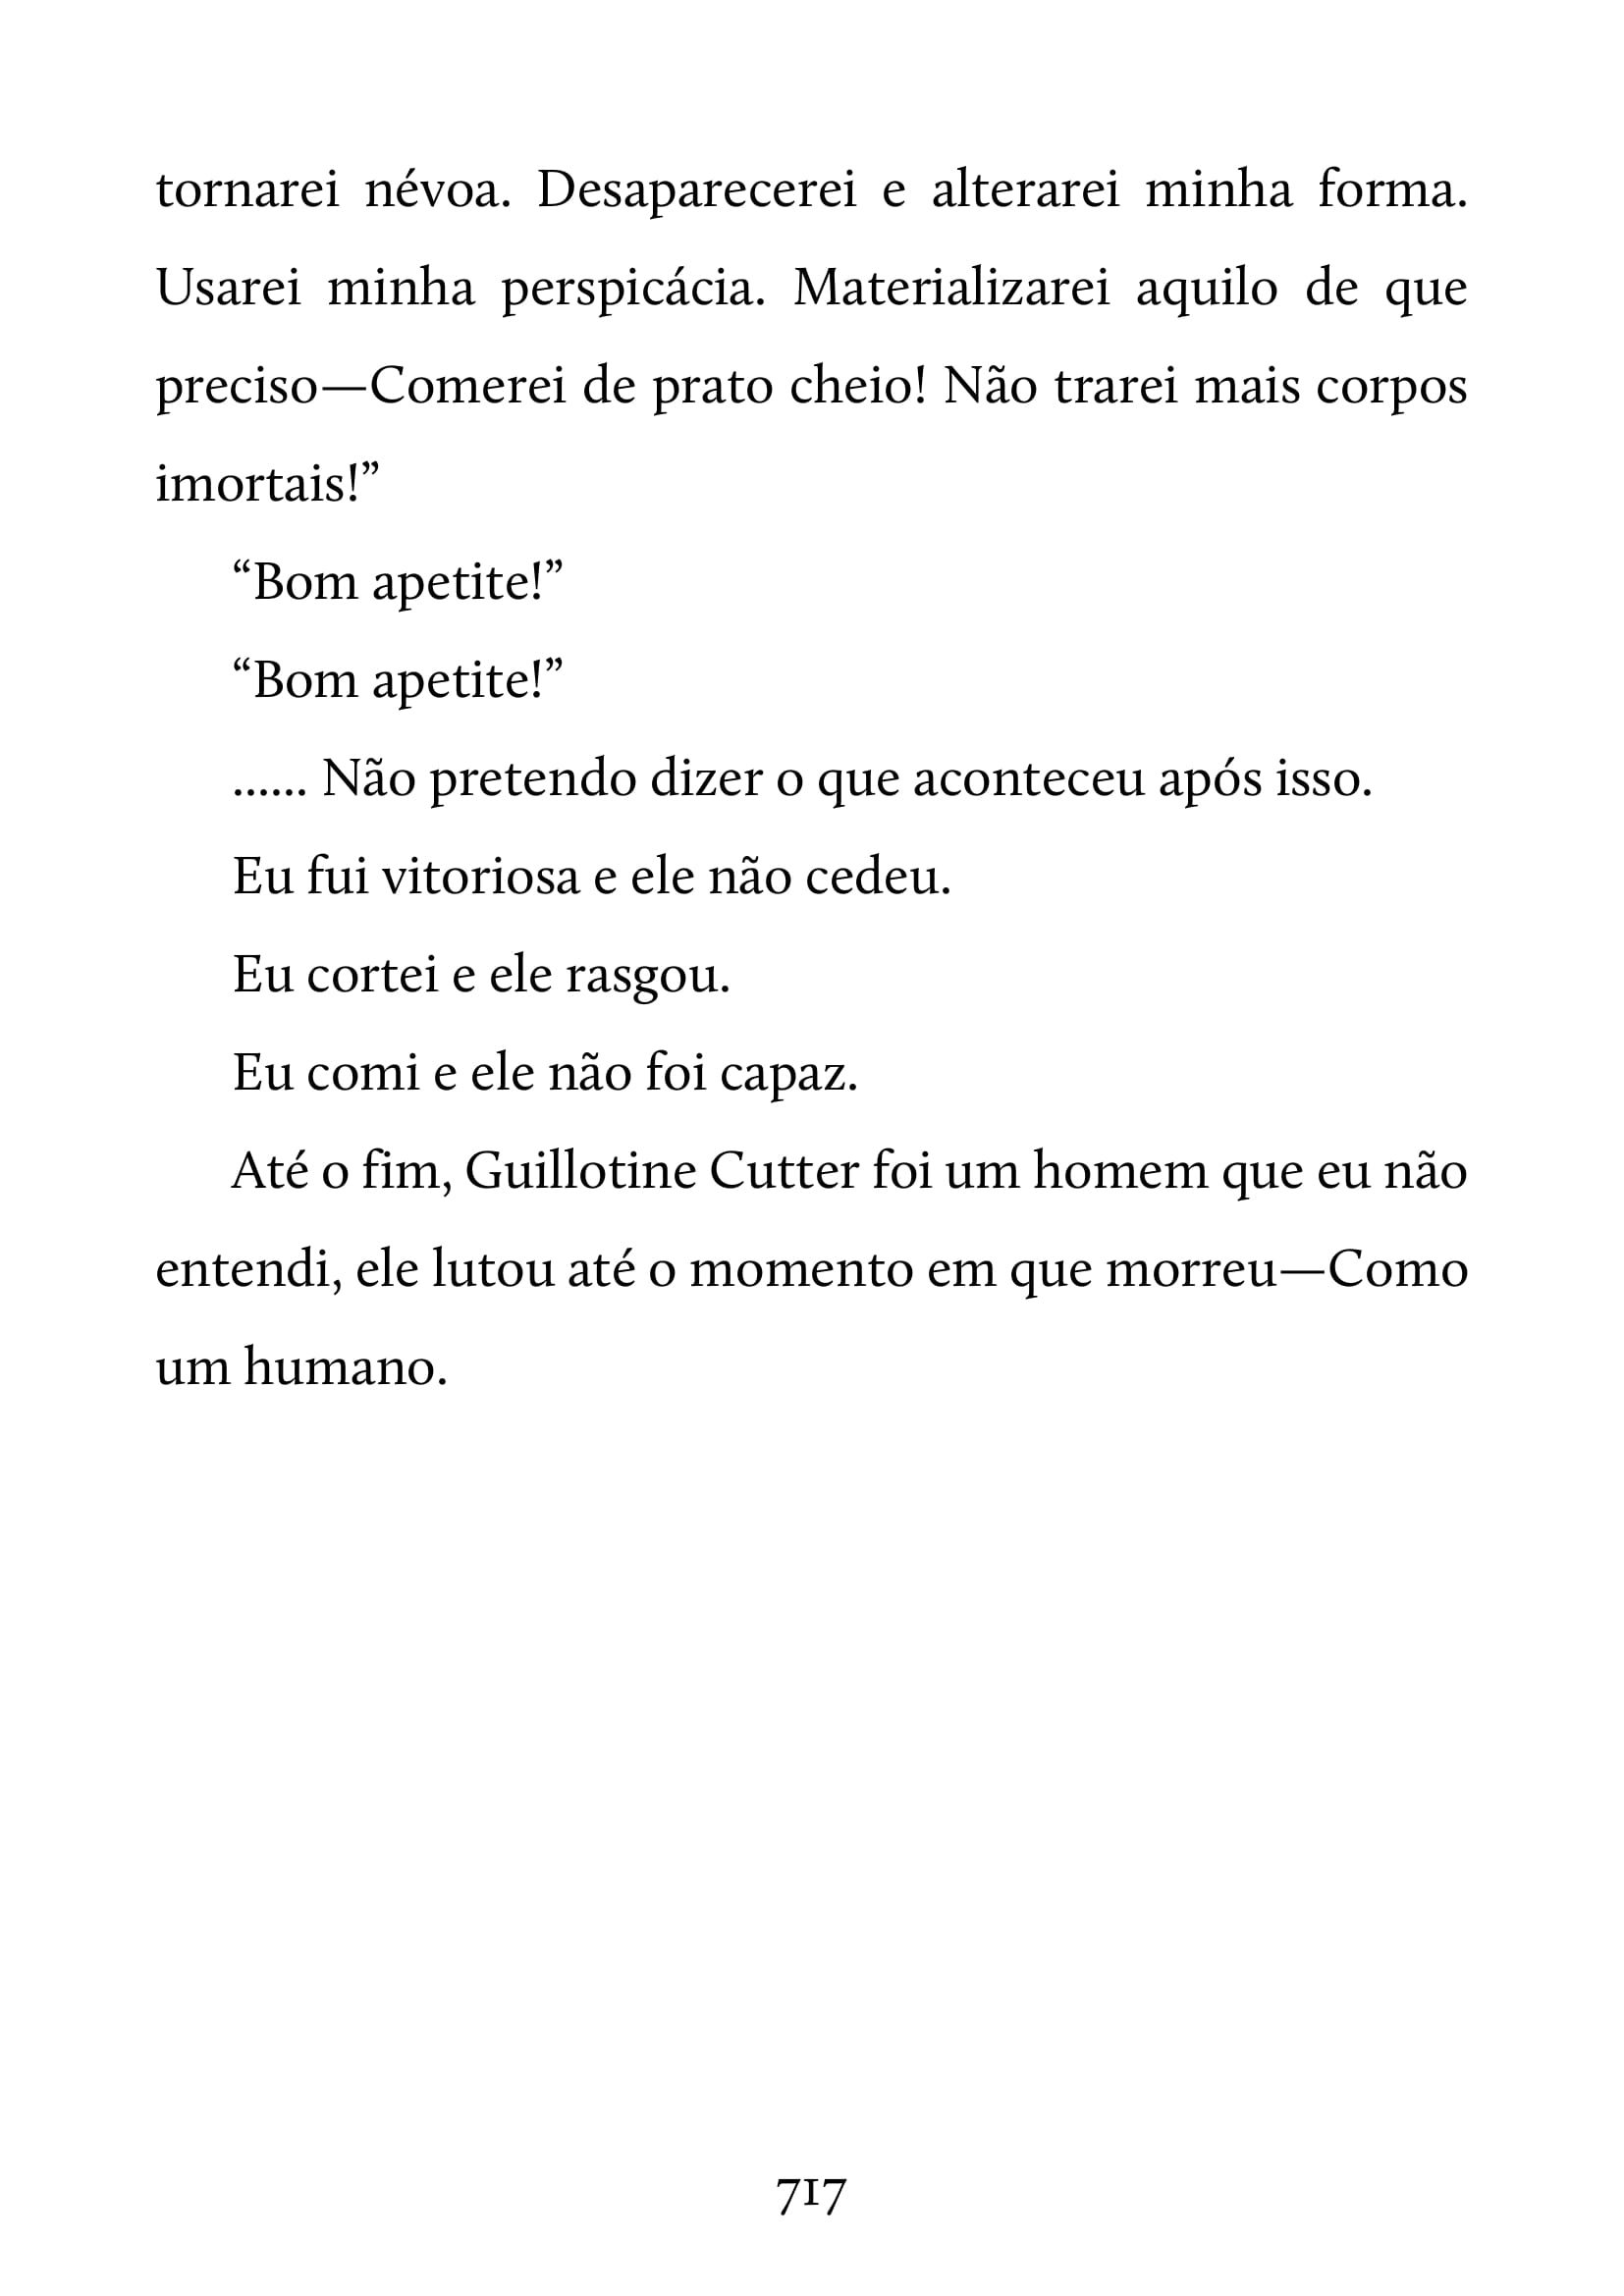 tornarei névoa. Desaparecerei e alterarei minha forma.
Usarei minha perspicácia. Materializarei aquilo de que
preciso—Comerei de prato cheio! Não trarei mais corpos
imortais!”
“Bom apetite!”
“Bom apetite!”
...... Não pretendo dizer o que aconteceu após isso.
Eu fui vitoriosa e ele não cedeu.
Eu cortei e ele rasgou.
Eu comi e ele não foi capaz.
Até o fim, Guillotine Cutter foi um homem que eu não
entendi, ele lutou até o momento em que morreu—Como
um humano.
717